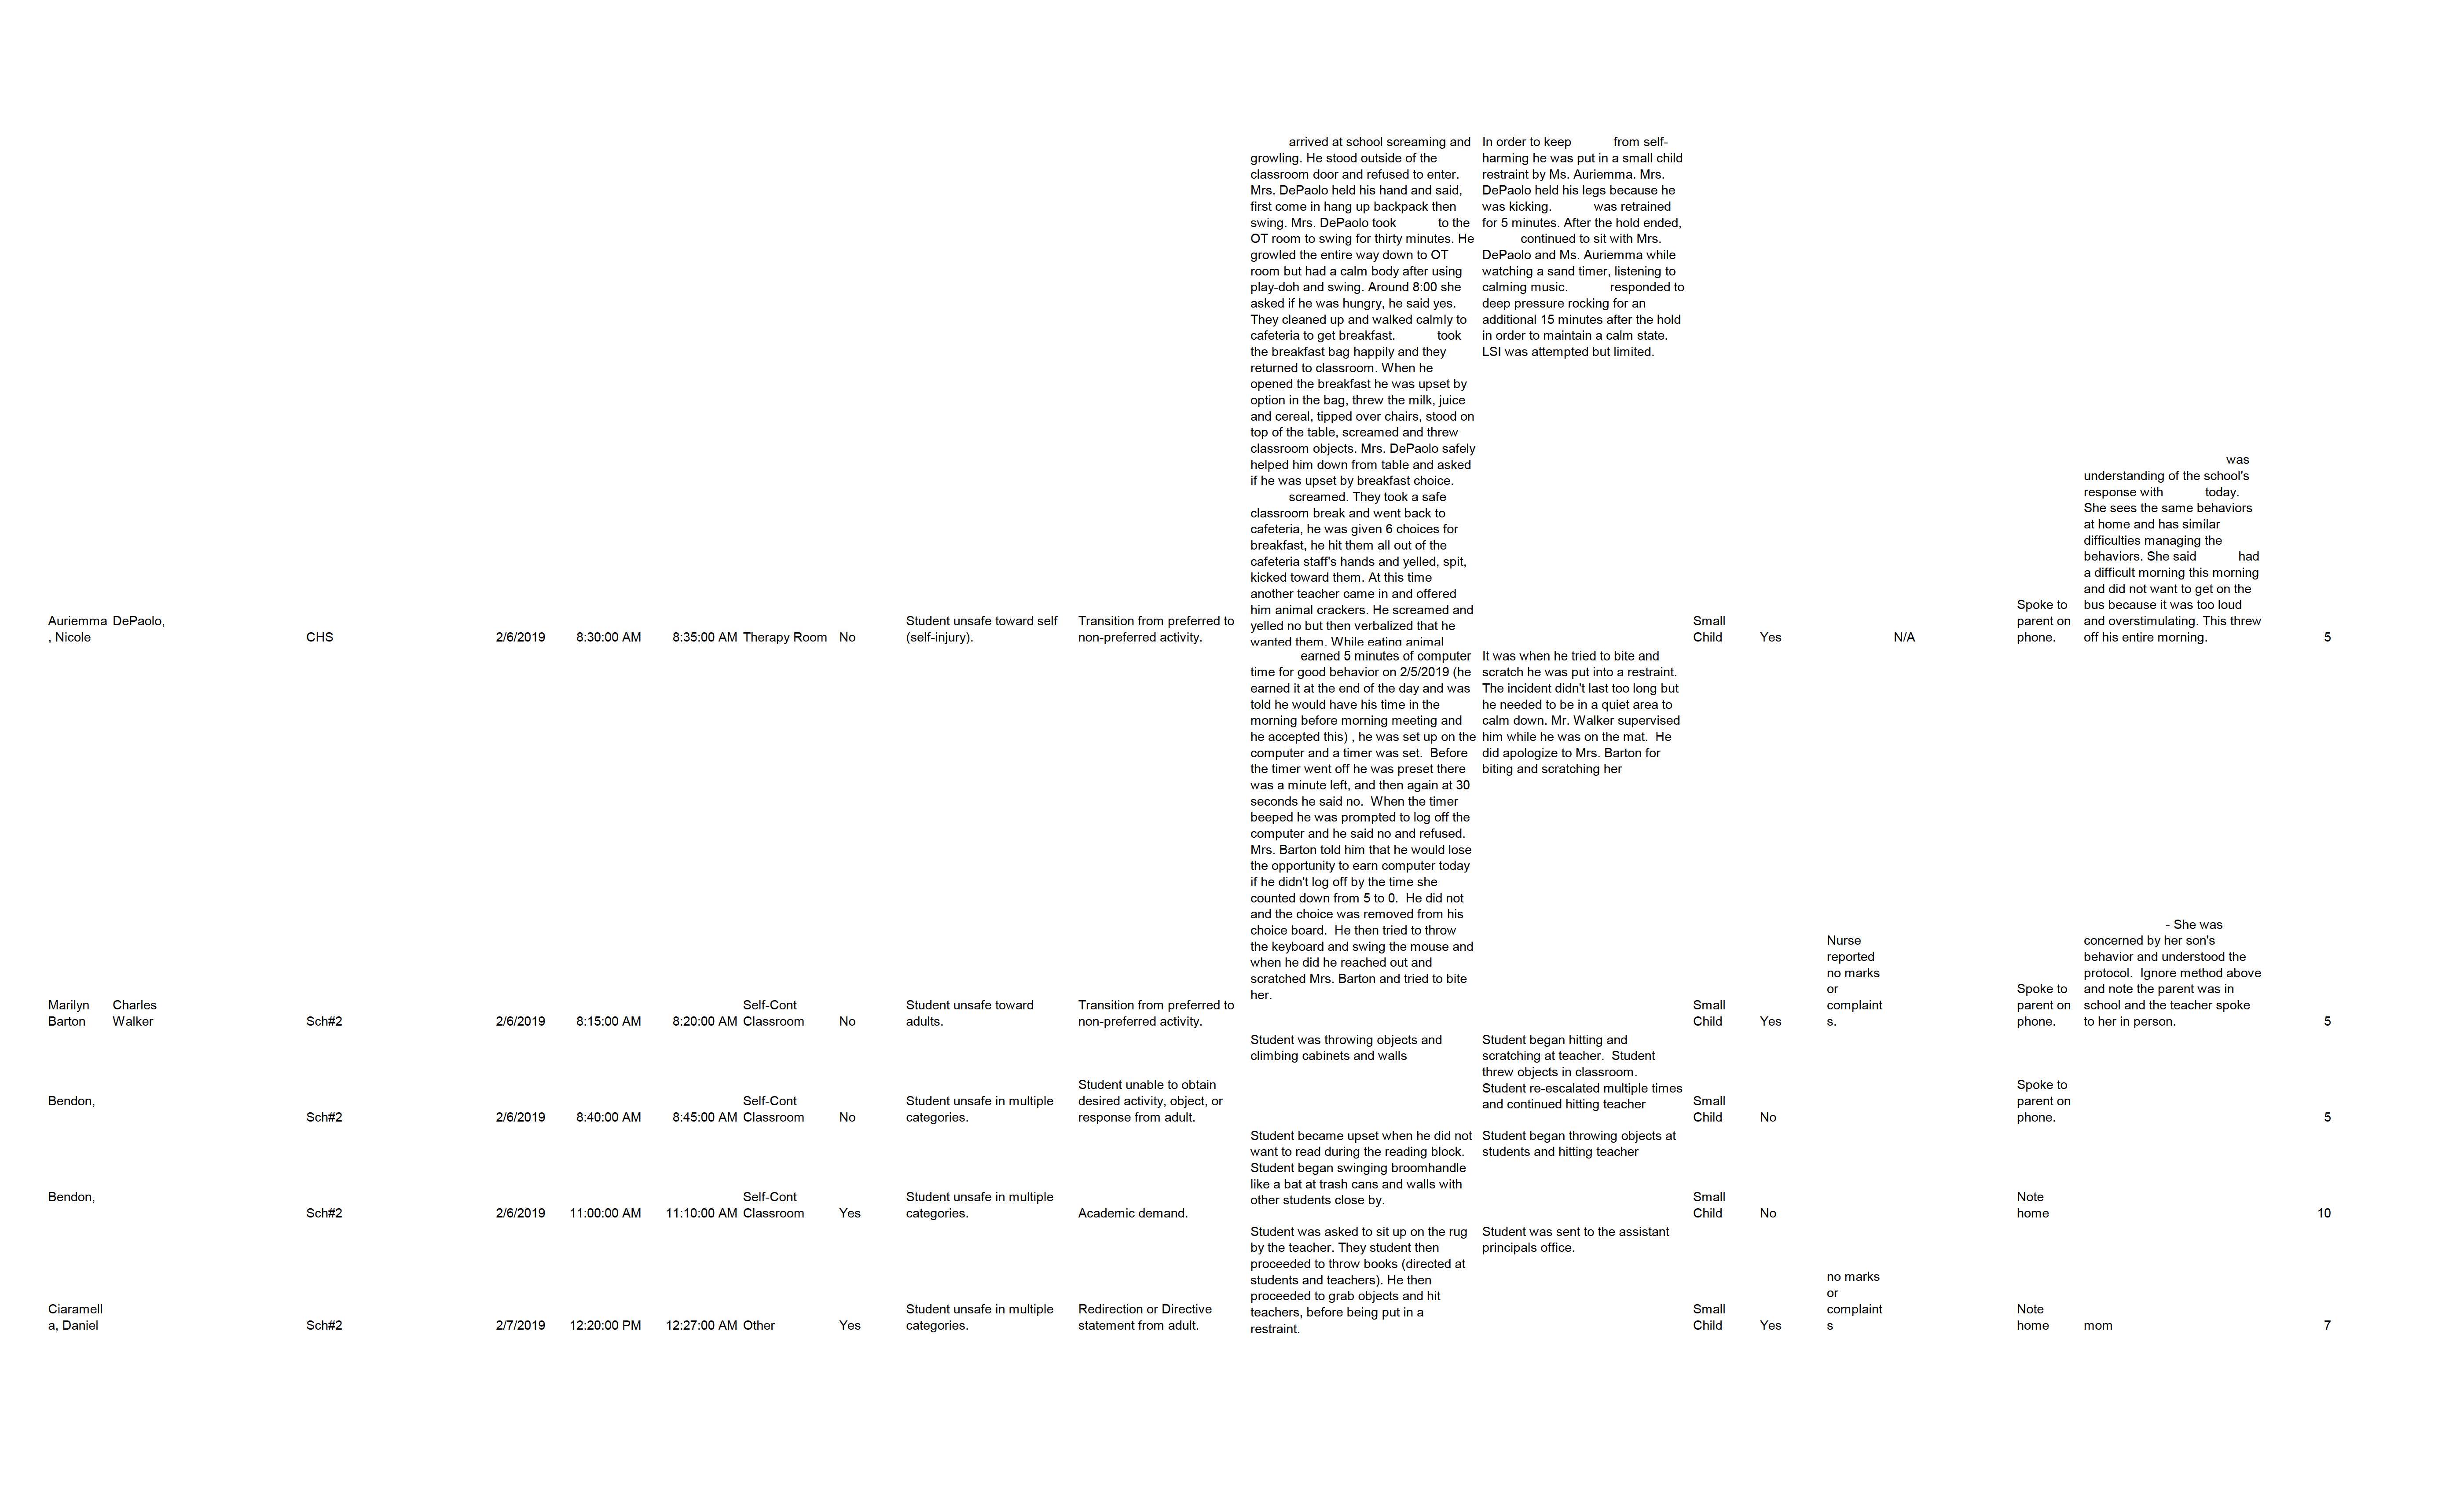 arrived at school screaming and
growling. He stood outside of the
classroom door and refused to enter.
Mrs. DePaolo held his hand and said,
first come in hang up backpack then
swing. Mrs. DePaolo took to the
OT room to swing for thirty minutes. He
growled the entire way down to OT
room but had a calm body after using
play-doh and swing. Around 8:00 she
asked if he was hungry, he said yes.
They cleaned up and walked calmly to
cafeteria to get breakfast. took
the breakfast bag happily and they
returned to classroom. When he
opened the breakfast he was upset by
option in the bag, threw the milk, juice
and cereal, tipped over chairs, stood on
top of the table, screamed and threw
classroom objects. Mrs. DePaolo safely
helped him down from table and asked
if he was upset by breakfast choice.
screamed. They took a safe
classroom break and went back to
cafeteria, he was given 6 choices for
breakfast, he hit them all out of the
cafeteria staff's hands and yelled, spit,
kicked toward them. At this time
another teacher came in and offered
him animal crackers. He screamed and
yelled no but then verbalized that he
wanted them. While eating animal
In order to keep from self-
harming he was put in a small child
restraint by Ms. Auriemma. Mrs.
DePaolo held his legs because he
was kicking. was retrained
for 5 minutes. After the hold ended,
continued to sit with Mrs.
DePaolo and Ms. Auriemma while
watching a sand timer, listening to
calming music. responded to
deep pressure rocking for an
additional 15 minutes after the hold
in order to maintain a calm state.
LSI was attempted but limited.
Auriemma
, Nicole
DePaolo,
CHS
2/6/2019
8:30:00 AM
8:35:00 AM
Therapy Room
No
Student unsafe toward self
(self-injury).
Transition from preferred to
non-preferred activity.
Small
Child
Yes
N/A
Spoke to
parent on
phone.
was
understanding of the school's
response with today.
She sees the same behaviors
at home and has similar
difficulties managing the
behaviors. She said had
a difficult morning this morning
and did not want to get on the
bus because it was too loud
and overstimulating. This threw
off his entire morning.
5
earned 5 minutes of computer
time for good behavior on 2/5/2019 (he
earned it at the end of the day and was
told he would have his time in the
morning before morning meeting and
he accepted this) , he was set up on the
computer and a timer was set.  Before
the timer went off he was preset there
was a minute left, and then again at 30
seconds he said no.  When the timer
beeped he was prompted to log off the
computer and he said no and refused.
Mrs. Barton told him that he would lose
the opportunity to earn computer today
if he didn't log off by the time she
counted down from 5 to 0.  He did not
and the choice was removed from his
choice board.  He then tried to throw
the keyboard and swing the mouse and
when he did he reached out and
scratched Mrs. Barton and tried to bite
her.
It was when he tried to bite and
scratch he was put into a restraint.
The incident didn't last too long but
he needed to be in a quiet area to
calm down. Mr. Walker supervised
him while he was on the mat.  He
did apologize to Mrs. Barton for
biting and scratching her
Marilyn
Barton
Charles
Walker
Sch#2
2/6/2019
8:15:00 AM
8:20:00 AM
Self-Cont
Classroom
No
Student unsafe toward
adults.
Transition from preferred to
non-preferred activity.
Small
Child
Yes
Nurse
reported
no marks
or
complaint
s.
Spoke to
parent on
phone.
- She was
concerned by her son's
behavior and understood the
protocol.  Ignore method above
and note the parent was in
school and the teacher spoke
to her in person.
5
Bendon,
Sch#2
2/6/2019
8:40:00 AM
8:45:00 AM
Self-Cont
Classroom
No
Student unsafe in multiple
categories.
Student unable to obtain
desired activity, object, or
response from adult.
Student was throwing objects and
climbing cabinets and walls
Student began hitting and
scratching at teacher.  Student
threw objects in classroom.
Student re-escalated multiple times
and continued hitting teacher
Small
Child
No
Spoke to
parent on
phone.
5
Bendon,
Sch#2
2/6/2019
11:00:00 AM
11:10:00 AM
Self-Cont
Classroom
Yes
Student unsafe in multiple
categories.
Academic demand.
Student became upset when he did not
want to read during the reading block.
Student began swinging broomhandle
like a bat at trash cans and walls with
other students close by.
Student began throwing objects at
students and hitting teacher
Small
Child
No
Note
home
10
Ciaramell
a, Daniel
Sch#2
2/7/2019
12:20:00 PM
12:27:00 AM
Other
Yes
Student unsafe in multiple
categories.
Redirection or Directive
statement from adult.
Student was asked to sit up on the rug
by the teacher. They student then
proceeded to throw books (directed at
students and teachers). He then
proceeded to grab objects and hit
teachers, before being put in a
restraint.
Student was sent to the assistant
principals office.
Small
Child
Yes
no marks
or
complaint
s
Note
home
mom
7